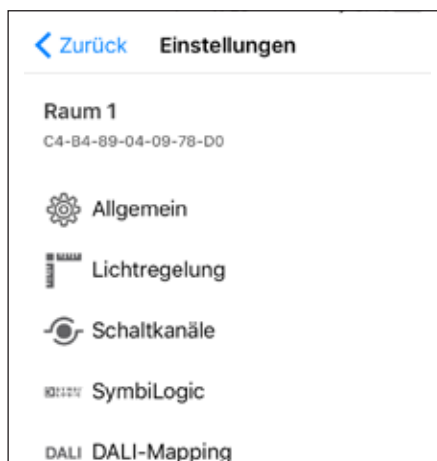 Zurück Einstellungen
Raum 1
C4-B4-89-04-09-78-D0
Allgemein
Lichtregelung
Schaltkanäle
SymbiLogic
DALI DALI-Mapping